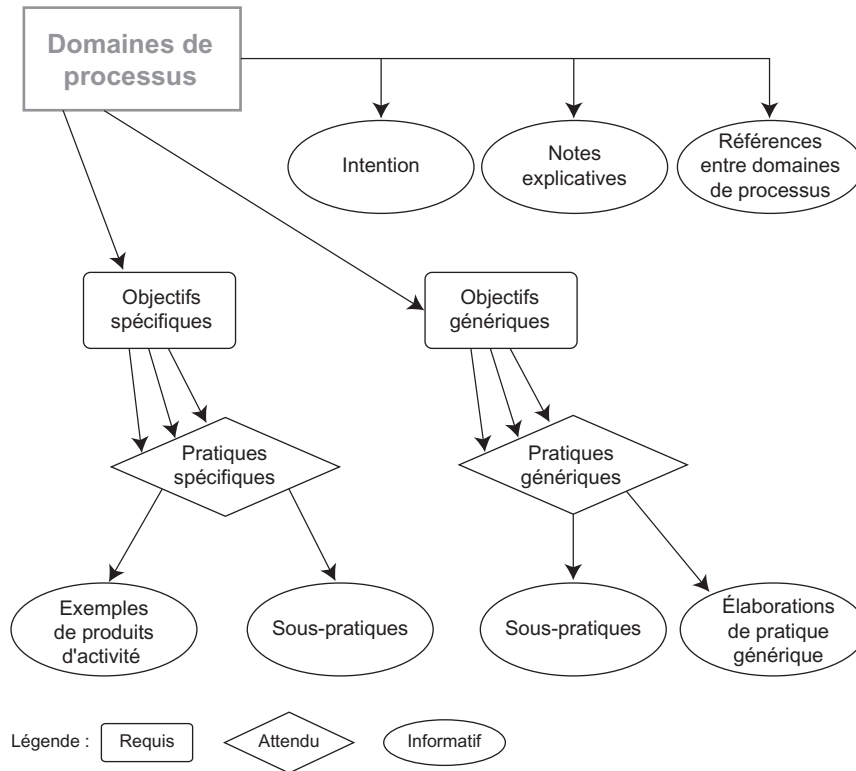 Domaines de
processus
Intention
Notes
explicatives
Références
entre domaines
de processus
Objectifs
spécifiques
Objectifs
génériques
Pratiques
spécifiques
Pratiques
génériques
Exemples
de produits
d'activité
Sous-pratiques
Sous-pratiques
Élaborations
de pratique
générique
Légende : Requis Attendu Informatif